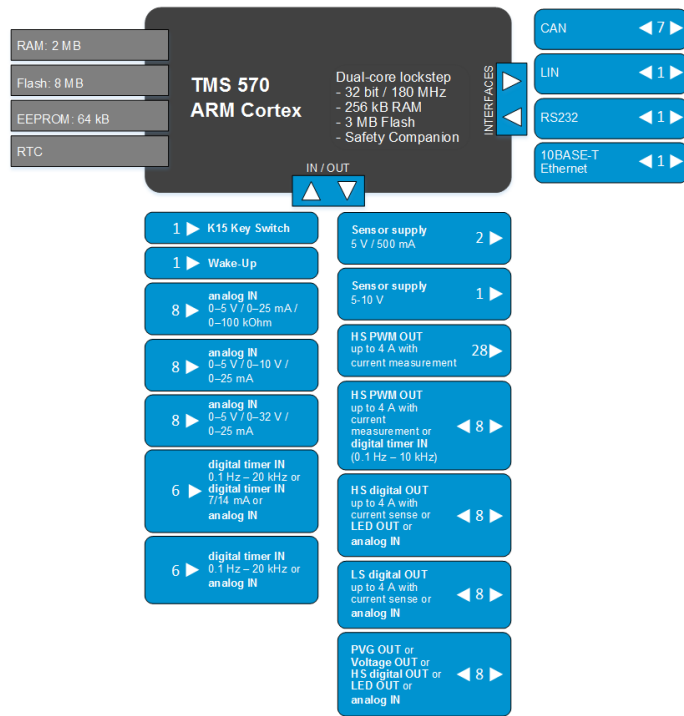 RAM: 2 MB
Flash: 8 MB
EEPROM: 64 kB
RTC
TMS 570
ARM Cortex
Dual-core lockstep
- 32 bit / 180 MHz
- 256 kB RAM
- 3 MB Flash
- Safety Companion
INTERFACES
IN / OUT
CAN
7
LIN
1
RS232
1
10BASE-T
Ethernet
1
1 K15 Key Switch
1 Wake-Up
8
analog IN
0–5 V / 0–25 mA /
0–100 kOhm
8
analog IN
0–5 V / 0–10 V /
0–25 mA
8
analog IN
0–5 V / 0–32 V /
0–25 mA
6
digital timer IN
0.1 Hz – 20 kHz or
digital timer IN
7/14 mA or
analog IN
6
digital timer IN
0.1 Hz – 20 kHz or
analog IN
Sensor supply
5 V / 500 mA
2
Sensor supply
5-10 V
1
HS PWM OUT
up to 4 A with
current measurement
28
HS PWM OUT
up to 4 A with
current
measurement or
digital timer IN
(0.1 Hz – 10 kHz)
8
HS digital OUT
up to 4 A with
current sense or
LED OUT or
analog IN
8
LS digital OUT
up to 4 A with
current sense or
analog IN
8
PVG OUT or
Voltage OUT or
HS digital OUT or
LED OUT or
analog IN
8